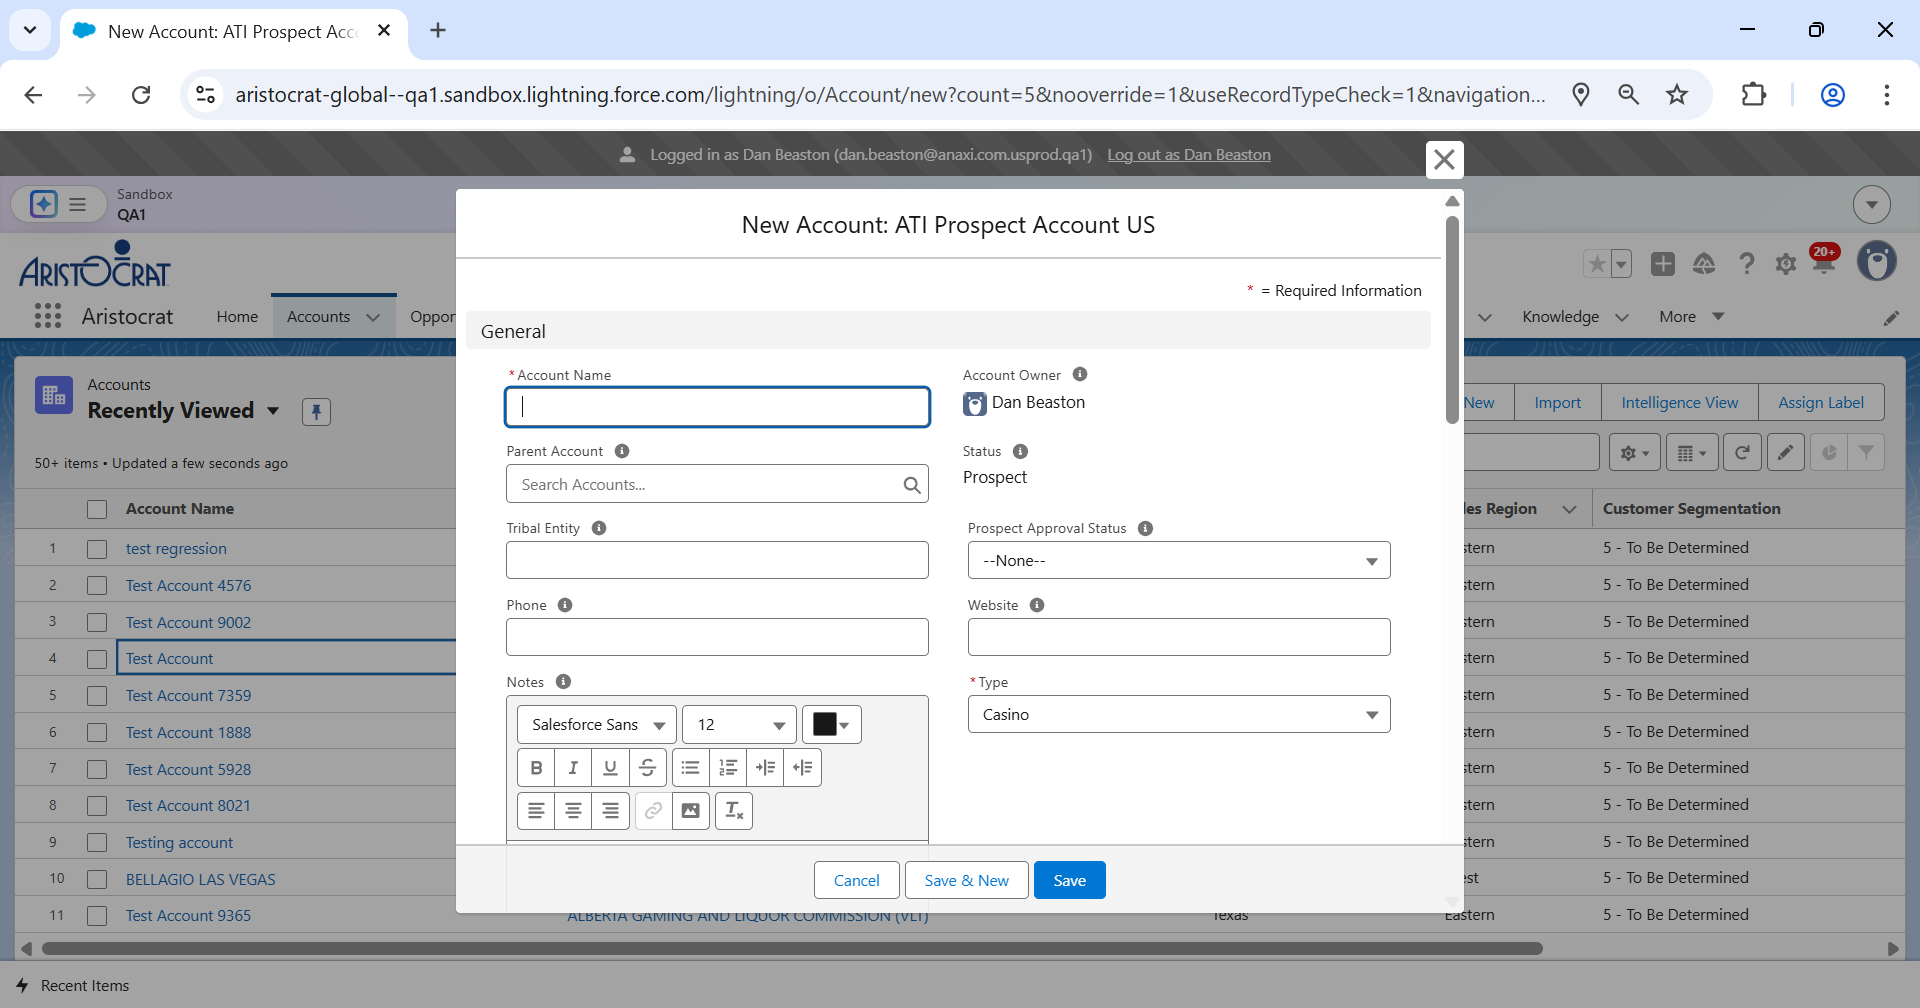 New Account: ATI Prospect Acc
aristocrat-global--qa1.sandbox.lightning.force.com/lightning/o/Account/new?count=5&nooverride=1&useRecordTypeCheck=1&navigation...
Logged in as Dan Beaston (dan.beaston@anaxi.com.usprod.qa1) Log out as Dan Beaston
Sandbox
QA1
ARISTOCRAT
20+
Aristocrat Home Accounts Oppor Knowledge More
Accounts
Recently Viewed
New Import Intelligence View Assign Label
50+ items • Updated a few seconds ago
Account Name les Region Customer Segmentation
1 test regression stern 5 - To Be Determined
2 Test Account 4576 stern 5 - To Be Determined
3 Test Account 9002 stern 5 - To Be Determined
4 Test Account stern 5 - To Be Determined
5 Test Account 7359 stern 5 - To Be Determined
6 Test Account 1888 stern 5 - To Be Determined
7 Test Account 5928 stern 5 - To Be Determined
8 Test Account 8021 stern 5 - To Be Determined
9 Testing account stern 5 - To Be Determined
10 BELLAGIO LAS VEGAS est 5 - To Be Determined
11 Test Account 9365 ALBERTA GAMING AND LIQUOR COMMISSION (VLT) Texas Eastern 5 - To Be Determined
Recent Items
New Account: ATI Prospect Account US
* = Required Information
General
*Account Name
Account Owner
Dan Beaston
Parent Account
Search Accounts...
Status
Prospect
Tribal Entity
Prospect Approval Status
--None--
Phone
Website
Notes
Salesforce Sans 12
B I U S
*Type
Casino
Cancel Save & New Save